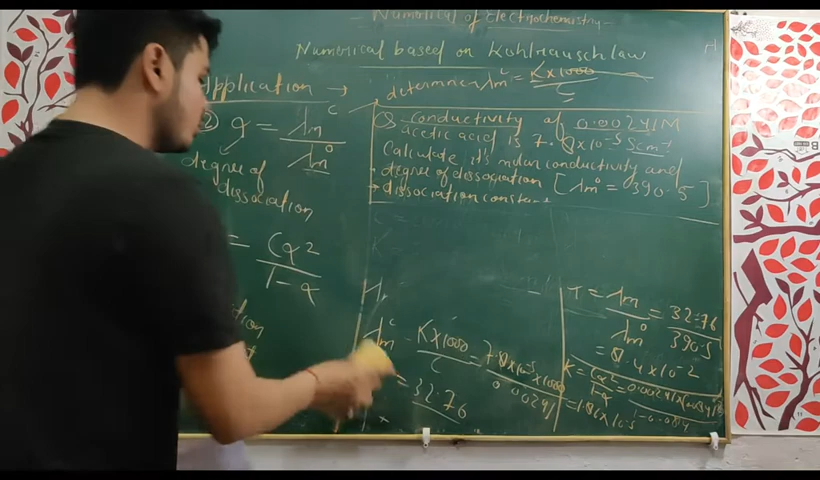 Numerical of Electrochemistry
Numerical based on Kohlrausch law
Application →
determine Λm^c = K×1000 / C
② α = Λm^c / Λm^o
degree of dissociation
= Cα2 / 1-α
Q conductivity of 0.00241M
acetic acid is 7.8×10^-5 Scm^-1
Calculate it's molar conductivity and
→ degree of dissociation [Λm^o = 390.5]
→ dissociation constant
Λm^c = K×1000 / C = 7.8×10^-5×1000 / 0.00241
= 32.76
= Λm / Λm^o = 32.76 / 390.5
= 8.4×10-2
K = Cα2 / 1-α